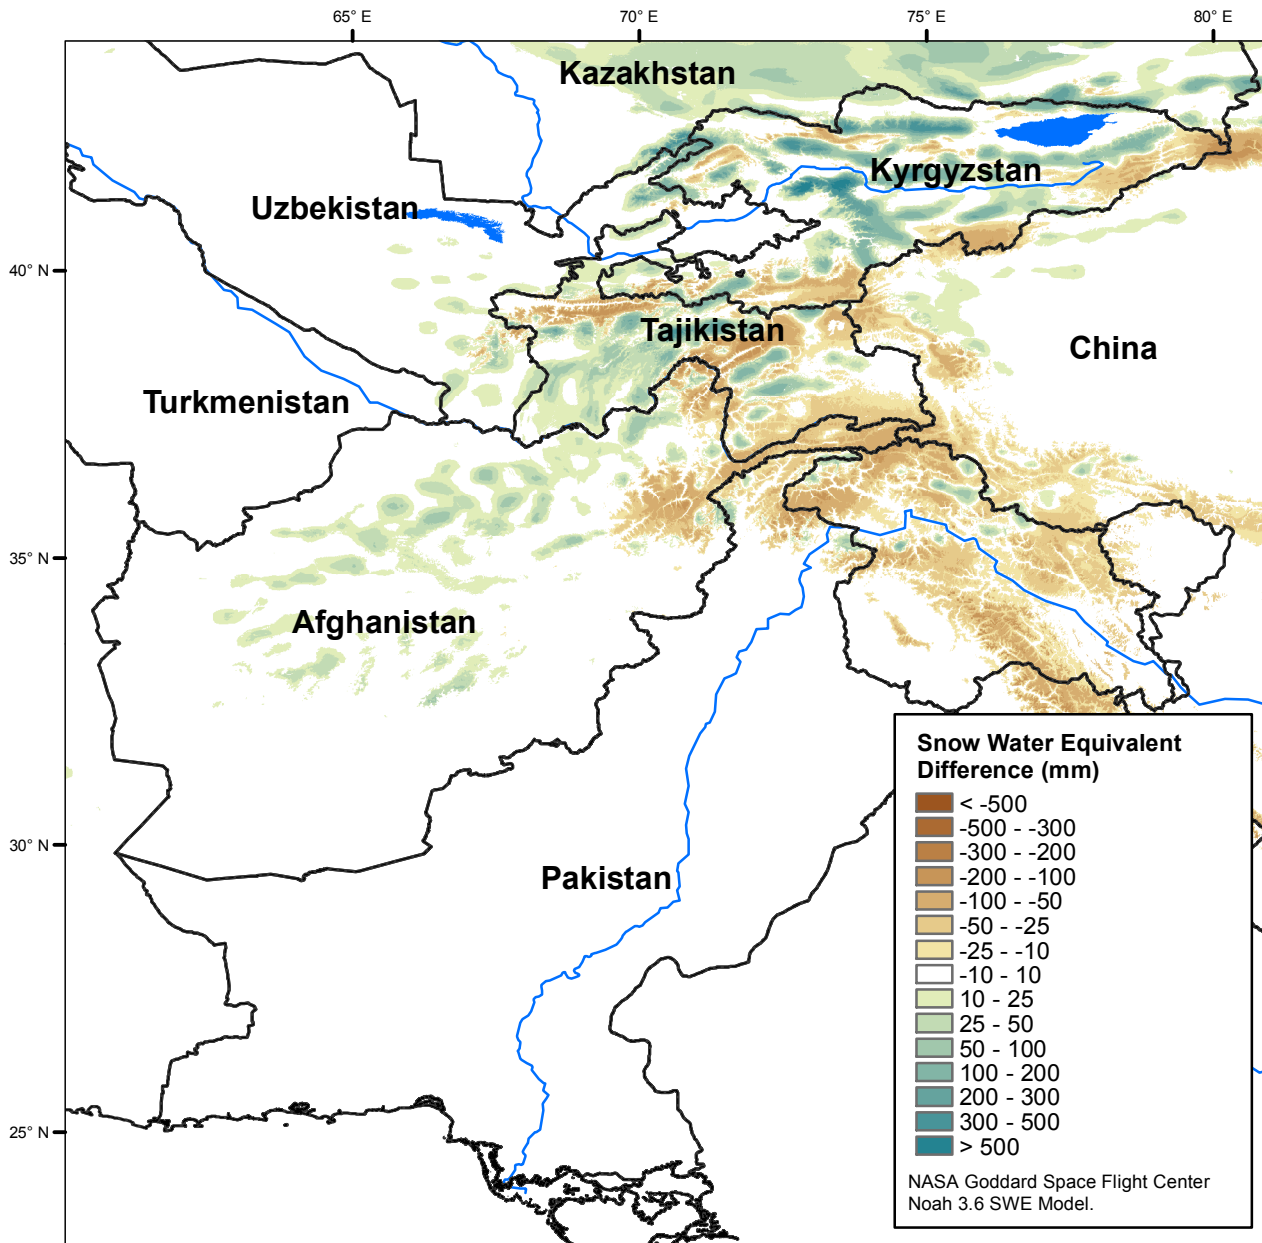 65° E
70° E
75° E
80° E
Kazakhstan
Kyrgyzstan
Uzbekistan
40° N
Tajikistan
China
Turkmenistan
35° N
Afghanistan
Snow Water Equivalent
Difference (mm)
< -500
-500 - -300
30° N
-300 - -200
-200 - -100
Pakistan
-100 - -50
-50 - -25
-25 - -10
-10 - 10
10 - 25
25 - 50
50 - 100
100 - 200
200 - 300
300 - 500
25° N
> 500
NASA Goddard Space Flight Center
Noah 3.6 SWE Model.